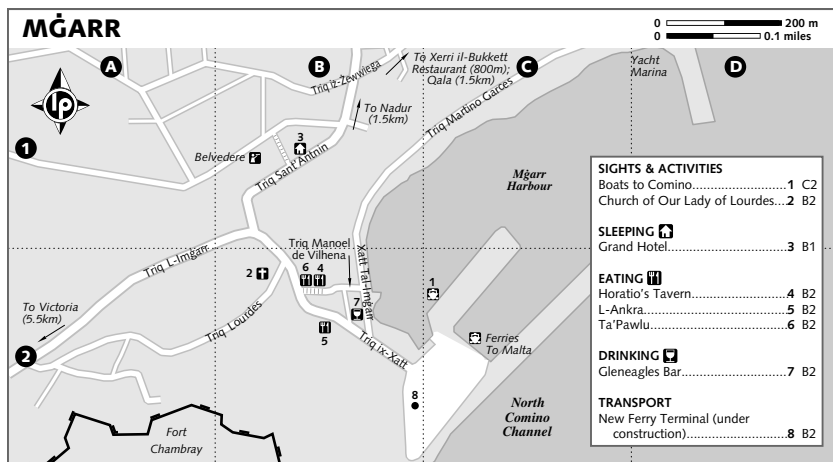 MĠARR
0 200 m
0 0.1 miles
A
B
C
D
1
2
lp
To Xerri il-Bukkett
Restaurant (800m);
Qala (1.5km)
Triq iż-Żewwieqa
To Nadur
(1.5km)
Triq Martino Garces
Yacht
Marina
Belvedere
3
Triq Sant'Antnin
Mġarr
Harbour
Triq L-Imġarr
Triq Manoel
de Vilhena
Xatt Tal-Imġarr
2
6 4
1
To Victoria
(5.5km)
Triq Lourdes
7
5
Triq ix-Xatt
Ferries
To Malta
8
Fort
Chambray
North
Comino
Channel
SIGHTS & ACTIVITIES
Boats to Comino..........................1 C2
Church of Our Lady of Lourdes...2 B2
SLEEPING
Grand Hotel................................3 B1
EATING
Horatio's Tavern..........................4 B2
L-Ankra.......................................5 B2
Ta'Pawlu.....................................6 B2
DRINKING
Gleneagles Bar............................7 B2
TRANSPORT
New Ferry Terminal (under
construction)...........................8 B2